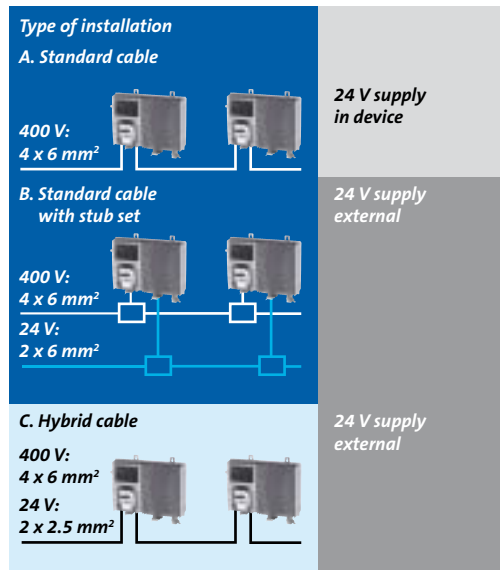 Type of installation
A. Standard cable
24 V supply
in device
400 V:
4 x 6 mm²
B. Standard cable
with stub set
24 V supply
external
400 V:
4 x 6 mm²
24 V:
2 x 6 mm²
C. Hybrid cable
24 V supply
external
400 V:
4 x 6 mm²
24 V:
2 x 2.5 mm²